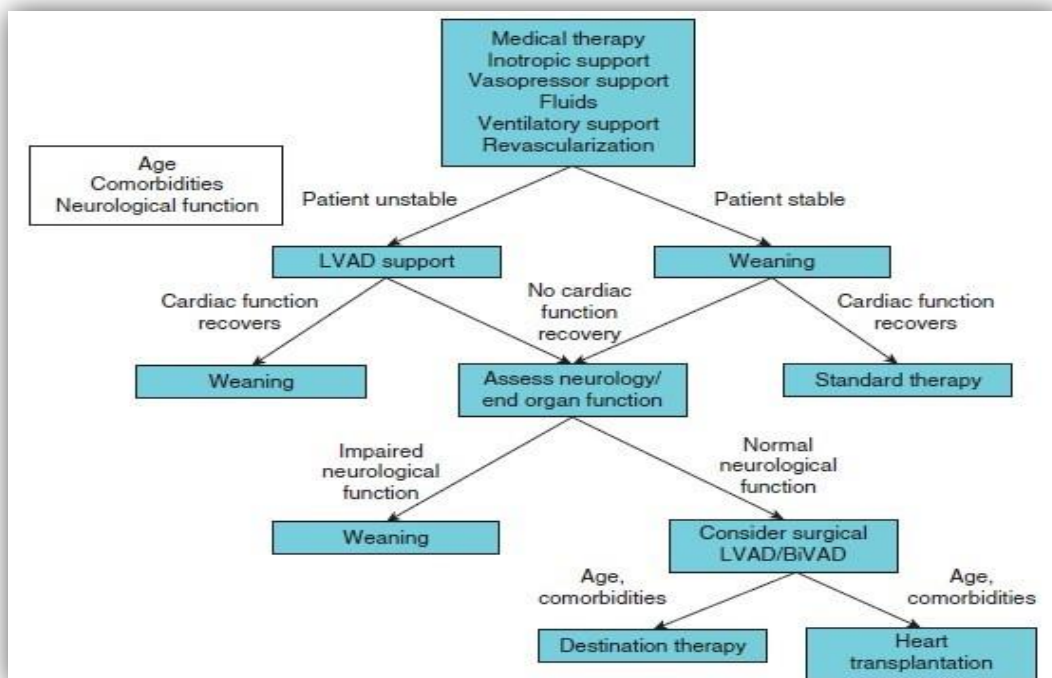 Medical therapy
Inotropic support
Vasopressor support
Fluids
Ventilatory support
Revascularization
Age
Comorbidities
Neurological function
Patient unstable
Patient stable
LVAD support
Weaning
Cardiac function
recovers
No cardiac
function
recovery
Cardiac function
recovers
Weaning
Assess neurology/
end organ function
Standard therapy
Impaired
neurological
function
Normal
neurological
function
Weaning
Consider surgical
LVAD/BiVAD
Age,
comorbidities
Age,
comorbidities
Destination therapy
Heart
transplantation